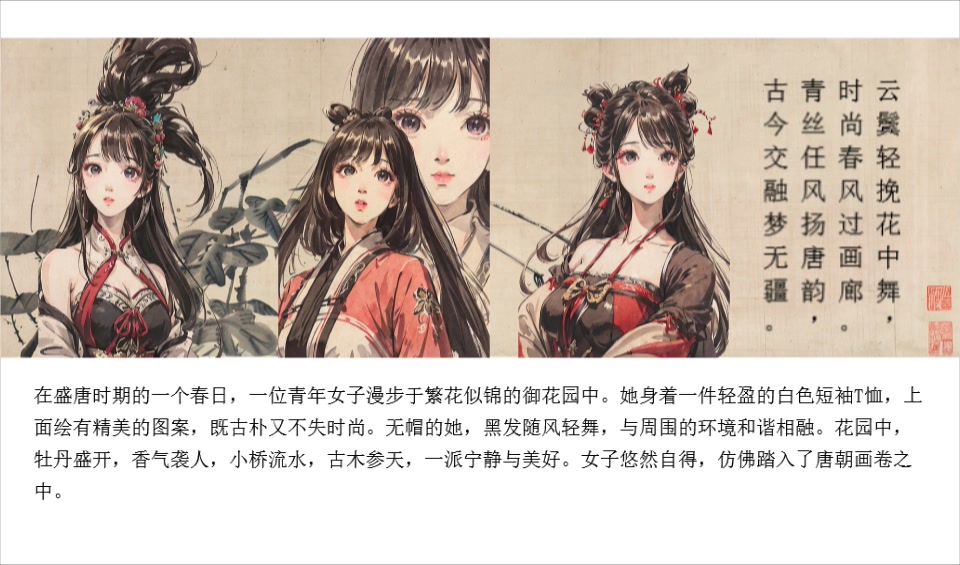 云鬓轻挽花中舞，
时尚春风过画廊。
青丝任风扬唐韵，
古今交融梦无疆。
在盛唐时期的一个春日，一位青年女子漫步于繁花似锦的御花园中。她身着一件轻盈的白色短袖T恤，上
面绘有精美的图案，既古朴又不失时尚。无帽的她，黑发随风轻舞，与周围的环境和谐相融。花园中，
牡丹盛开，香气袭人，小桥流水，古木参天，一派宁静与美好。女子悠然自得，仿佛踏入了唐朝画卷之
中。